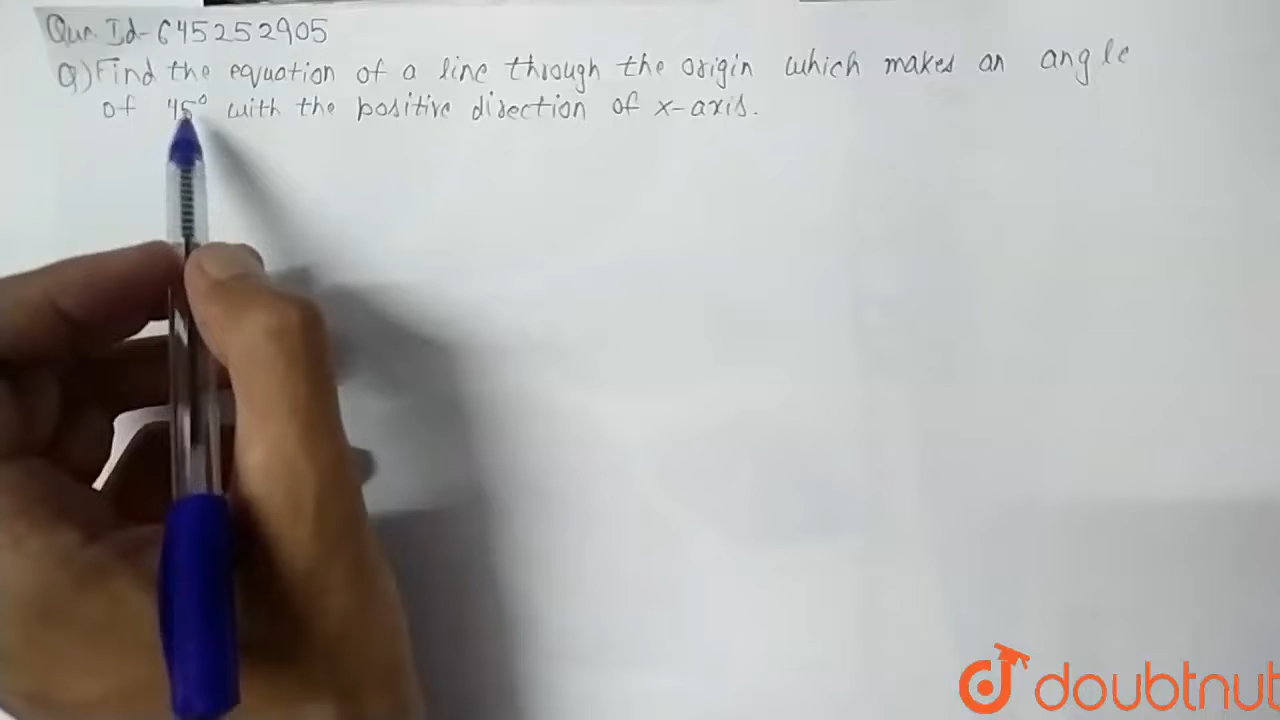 Que. Id-645252905
Q) Find the equation of a line through the origin which makes an angle
of 45° with the positive direction of x-axis.
doubtnut